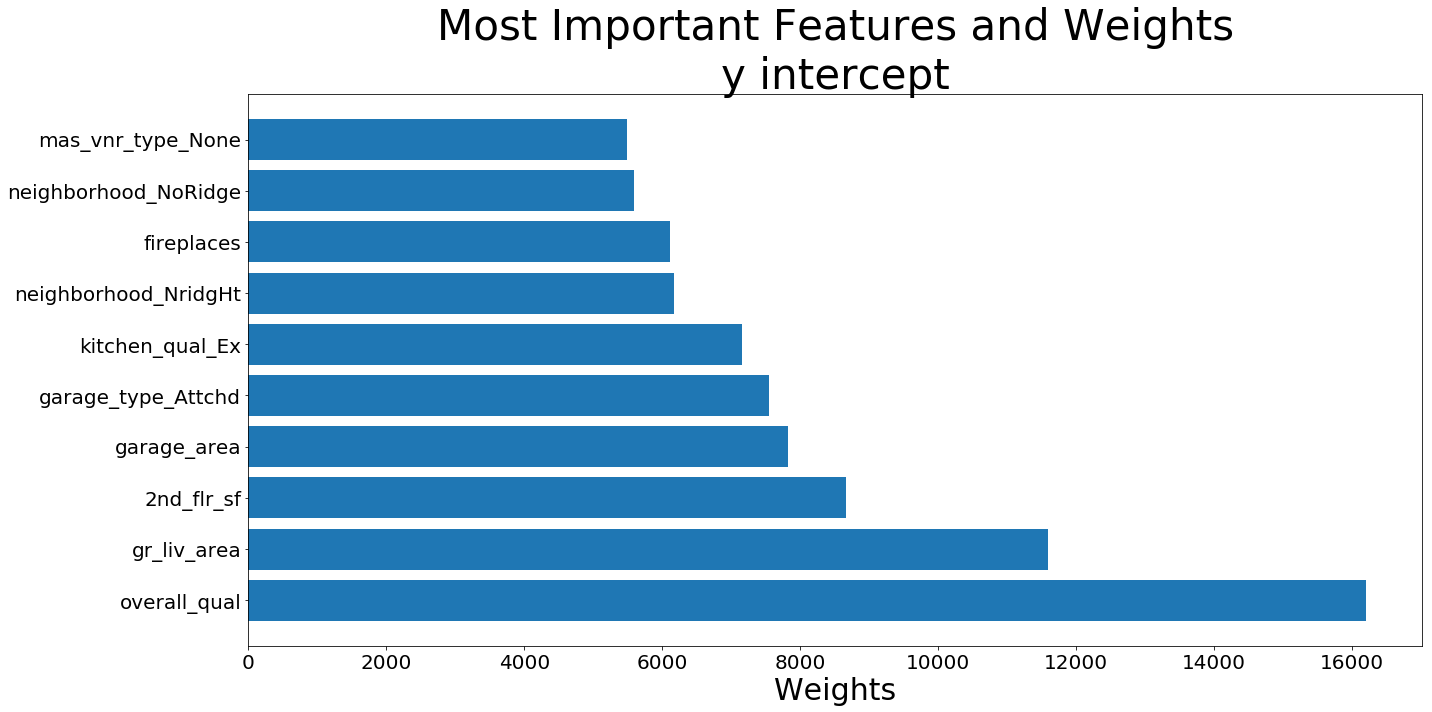 Most Important Features and Weights
y intercept
mas_vnr_type_None
neighborhood_NoRidge
fireplaces
neighborhood_NridgHt
kitchen_qual_Ex
garage_type_Attchd
garage_area
2nd_flr_sf
gr_liv_area
overall_qual
0 2000 4000 6000 8000 10000 12000 14000 16000
Weights